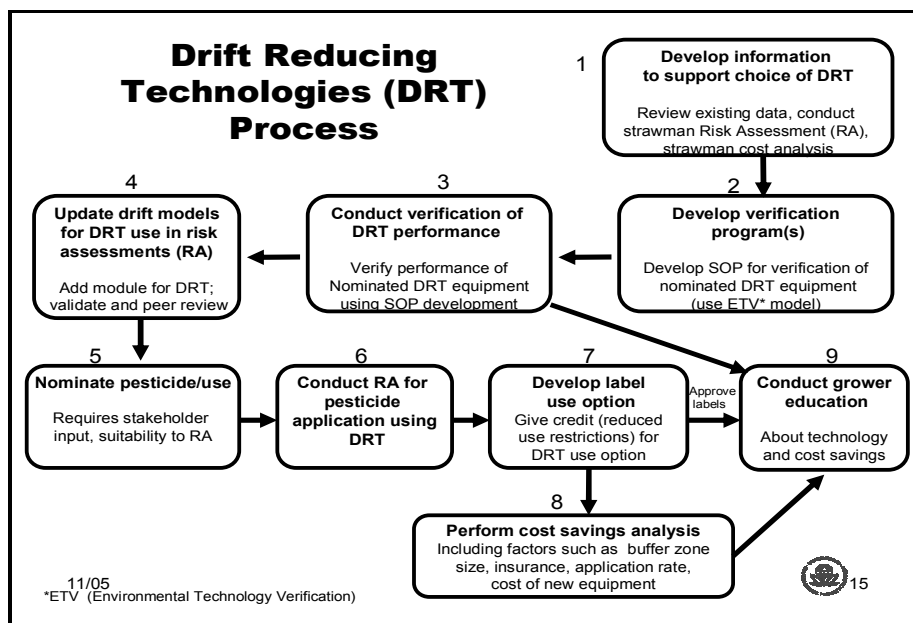 Drift Reducing
Technologies (DRT)
Process
1
Develop information
to support choice of DRT
Review existing data, conduct
strawman Risk Assessment (RA),
strawman cost analysis
2
Develop verification
program(s)
Develop SOP for verification of
nominated DRT equipment
(use ETV* model)
3
Conduct verification of
DRT performance
Verify performance of
Nominated DRT equipment
using SOP development
4
Update drift models
for DRT use in risk
assessments (RA)
Add module for DRT;
validate and peer review
5
Nominate pesticide/use
Requires stakeholder
input, suitability to RA
6
Conduct RA for
pesticide
application using
DRT
7
Develop label
use option
Give credit (reduced
use restrictions) for
DRT use option
Approve
labels
8
Perform cost savings analysis
Including factors such as buffer zone
size, insurance, application rate,
cost of new equipment
9
Conduct grower
education
About technology
and cost savings
11/05
*ETV (Environmental Technology Verification)
15